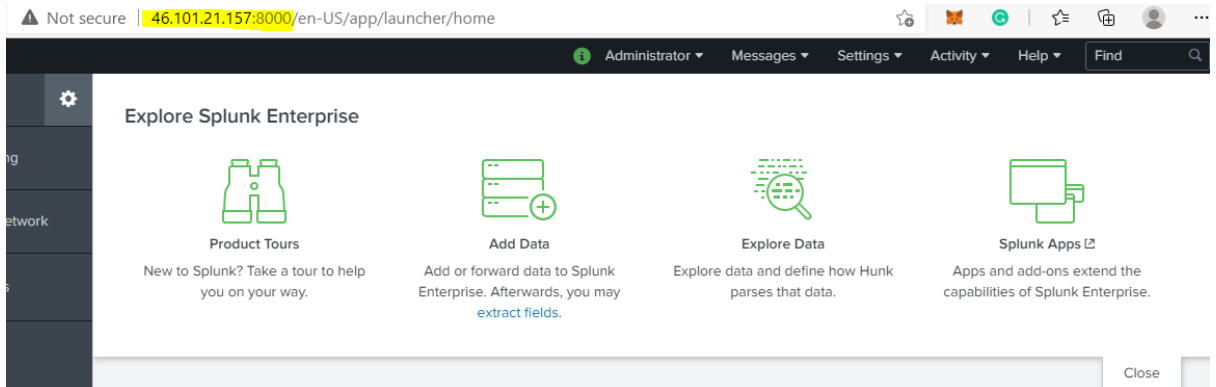 Not secure 46.101.21.157:8000/en-US/app/launcher/home
Administrator Messages Settings Activity Help Find
Explore Splunk Enterprise
ng
etwork
s
Product Tours
New to Splunk? Take a tour to help
you on your way.
Add Data
Add or forward data to Splunk
Enterprise. Afterwards, you may
extract fields.
Explore Data
Explore data and define how Hunk
parses that data.
Splunk Apps
Apps and add-ons extend the
capabilities of Splunk Enterprise.
Close